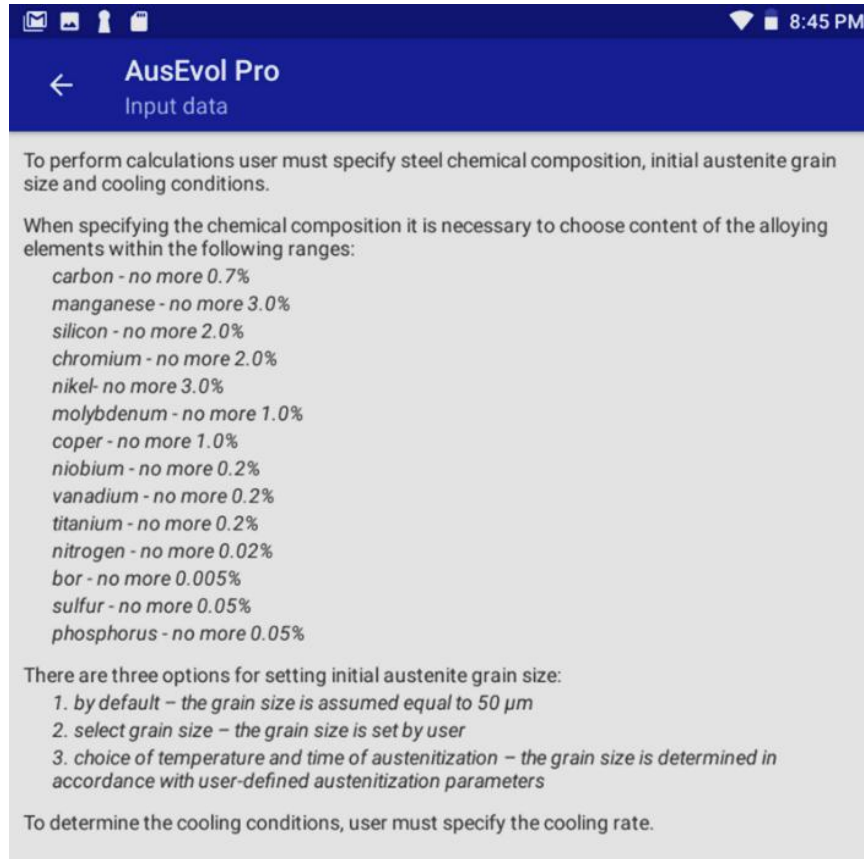 8:45 PM
AusEvol Pro
Input data
To perform calculations user must specify steel chemical composition, initial austenite grain
size and cooling conditions.
When specifying the chemical composition it is necessary to choose content of the alloying
elements within the following ranges:
carbon - no more 0.7%
manganese - no more 3.0%
silicon - no more 2.0%
chromium - no more 2.0%
nikel- no more 3.0%
molybdenum - no more 1.0%
coper - no more 1.0%
niobium - no more 0.2%
vanadium - no more 0.2%
titanium - no more 0.2%
nitrogen - no more 0.02%
bor - no more 0.005%
sulfur - no more 0.05%
phosphorus - no more 0.05%
There are three options for setting initial austenite grain size:
1. by default – the grain size is assumed equal to 50 μm
2. select grain size – the grain size is set by user
3. choice of temperature and time of austenitization – the grain size is determined in
accordance with user-defined austenitization parameters
To determine the cooling conditions, user must specify the cooling rate.